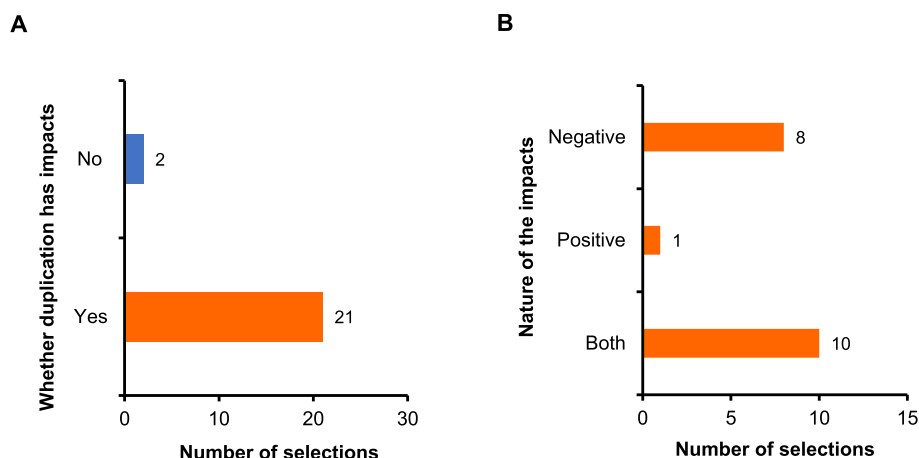 A
Whether duplication has impacts
No
2
Yes
21
0
10
20
30
Number of selections
B
Nature of the impacts
Negative
8
Positive
1
Both
10
0
5
10
15
Number of selections